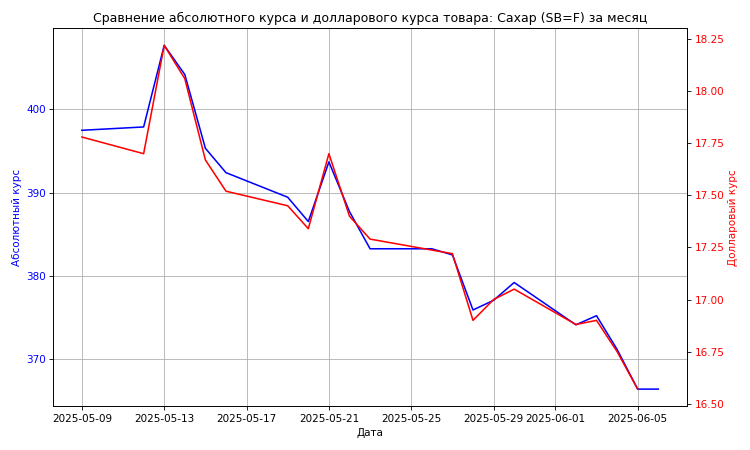 Сравнение абсолютного курса и долларового курса товара: Сахар (SB=F) за месяц
Абсолютный курс
400
390
380
370
18.25
18.00
17.75
17.50
17.25
17.00
16.75
16.50
Долларовый курс
2025-05-09 2025-05-13 2025-05-17 2025-05-21 2025-05-25 2025-05-29 2025-06-01 2025-06-05
Дата